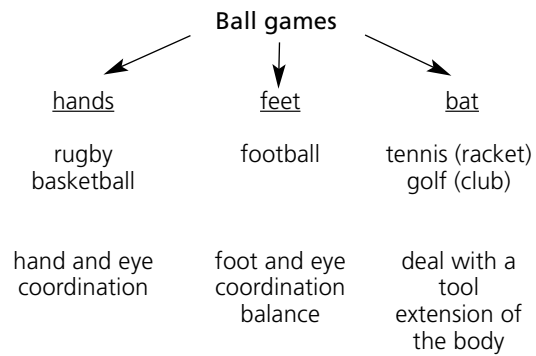 Ball games
hands
feet
bat
rugby
basketball
football
tennis (racket)
golf (club)
hand and eye
coordination
foot and eye
coordination
balance
deal with a
tool
extension of
the body